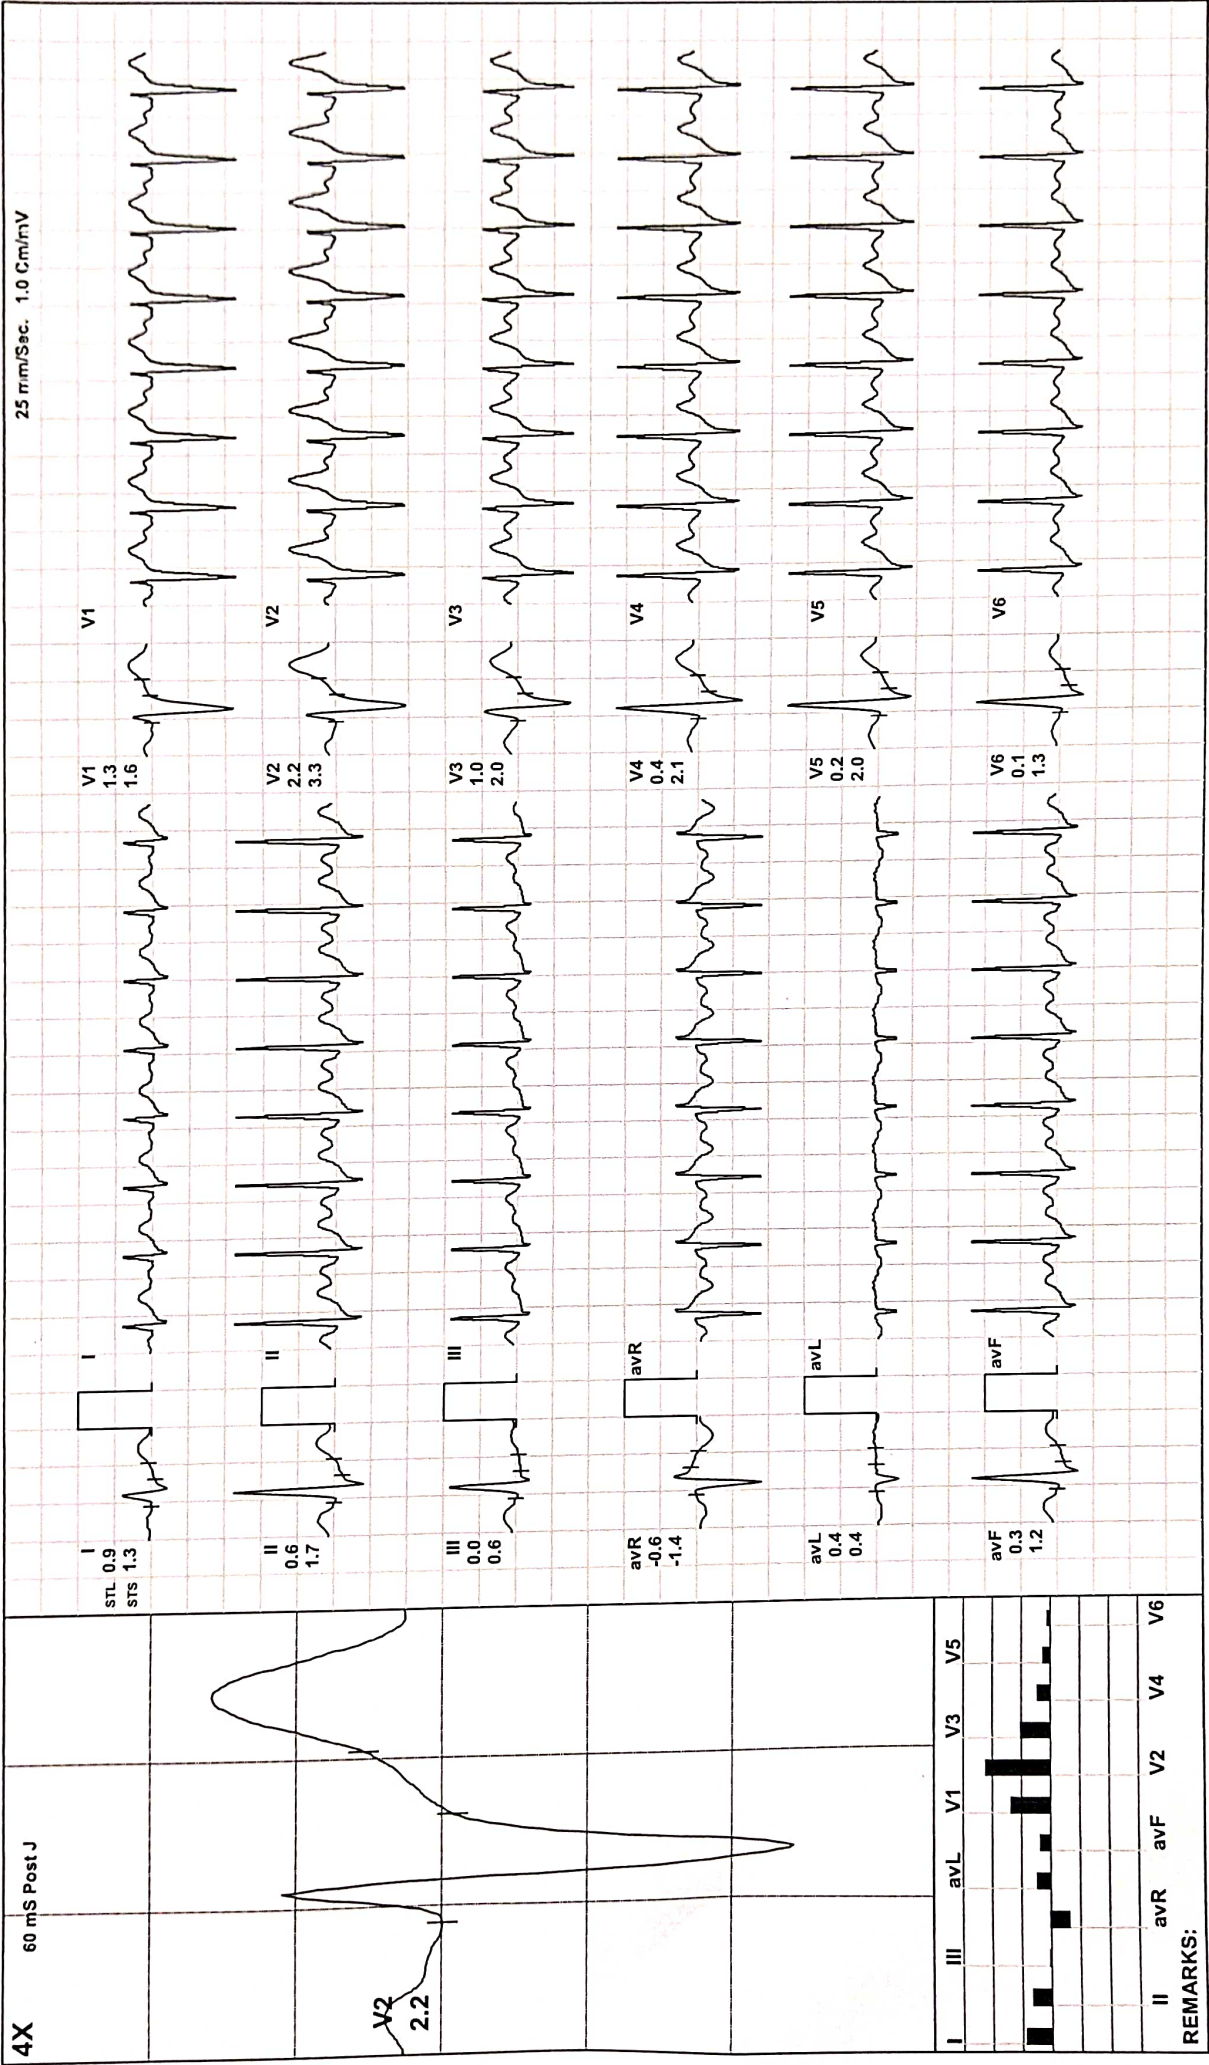 4X
60 mS Post J
25 mm/Sec. 1.0 Cm/mV
V2
2.2
I
STL 0.9
STS 1.3
I
V1
1.3
1.6
V1
II
0.6
1.7
II
V2
2.2
3.3
V2
III
0.0
0.6
III
V3
1.0
2.0
V3
avR
-0.6
-1.4
avR
V4
0.4
2.1
V4
avL
0.4
0.4
avL
V5
0.2
2.0
V5
avF
0.3
1.2
avF
V6
0.1
1.3
V6
I III avL V1 V3 V5
II avR avF V2 V4 V6
REMARKS: